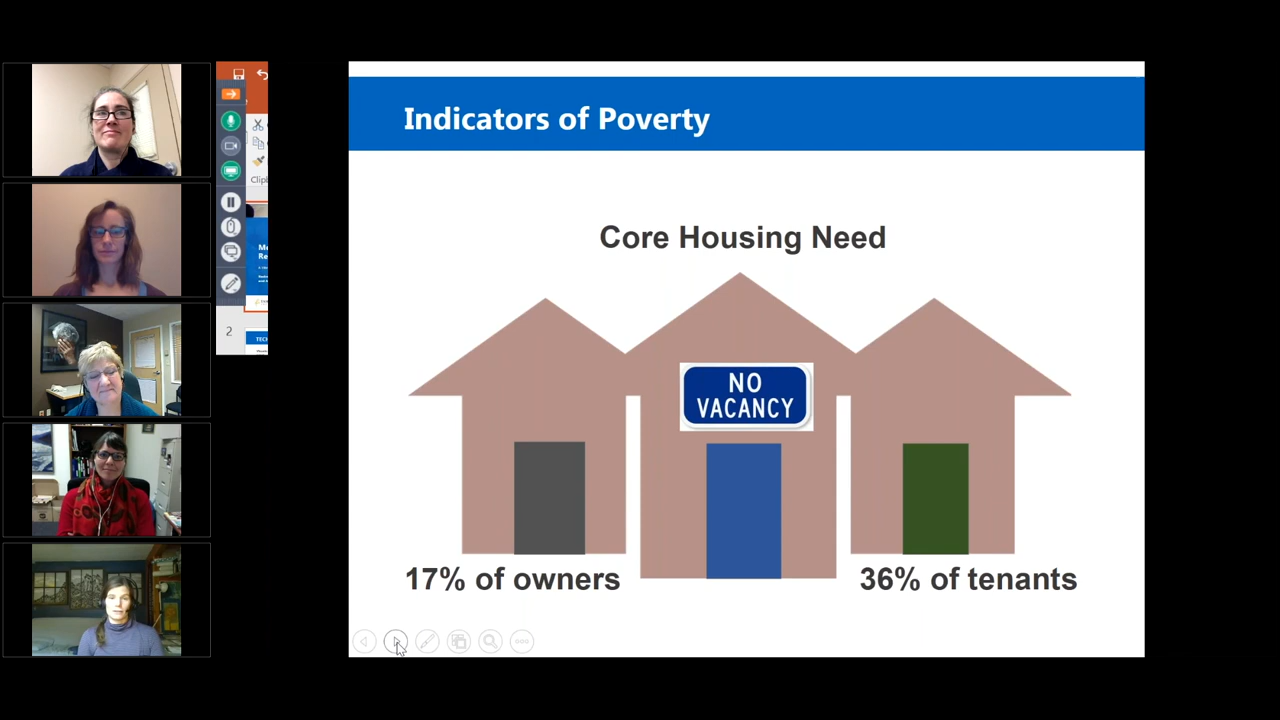 Indicators of Poverty
Core Housing Need
NO
VACANCY
17% of owners
36% of tenants
2